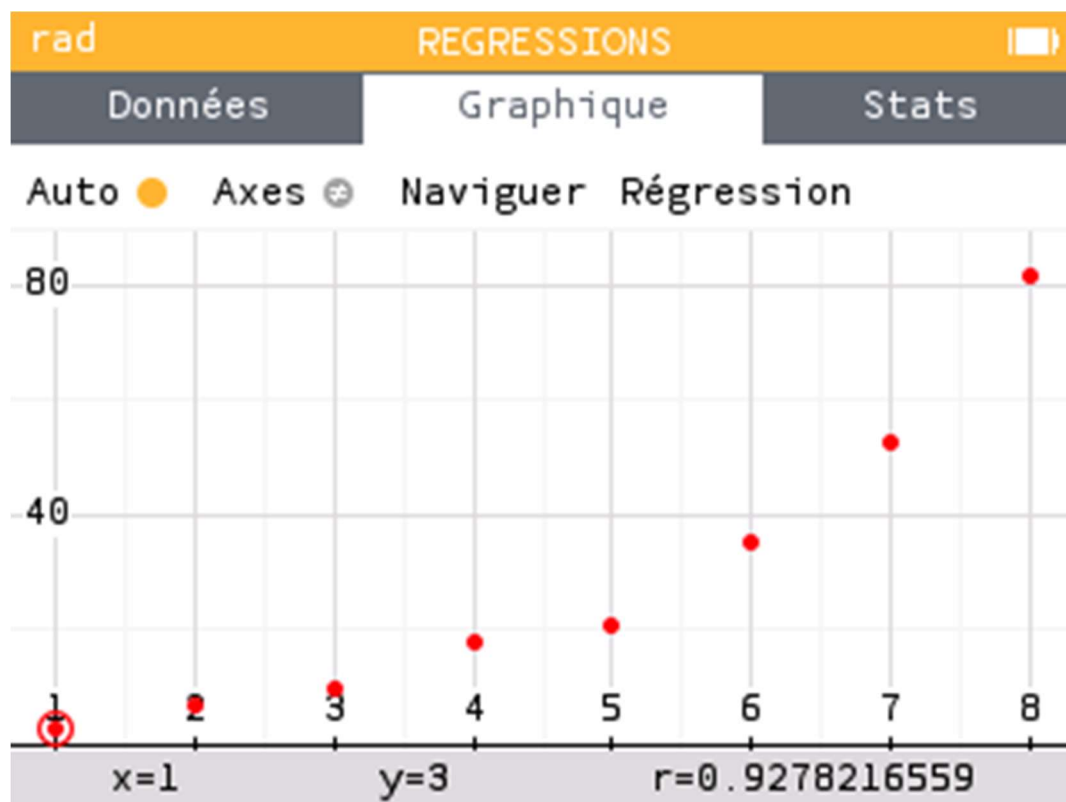 rad REGRESSIONS
Données Graphique Stats
Auto Axes Naviguer Régression
80
40
1 2 3 4 5 6 7 8
x=1 y=3 r=0.9278216559